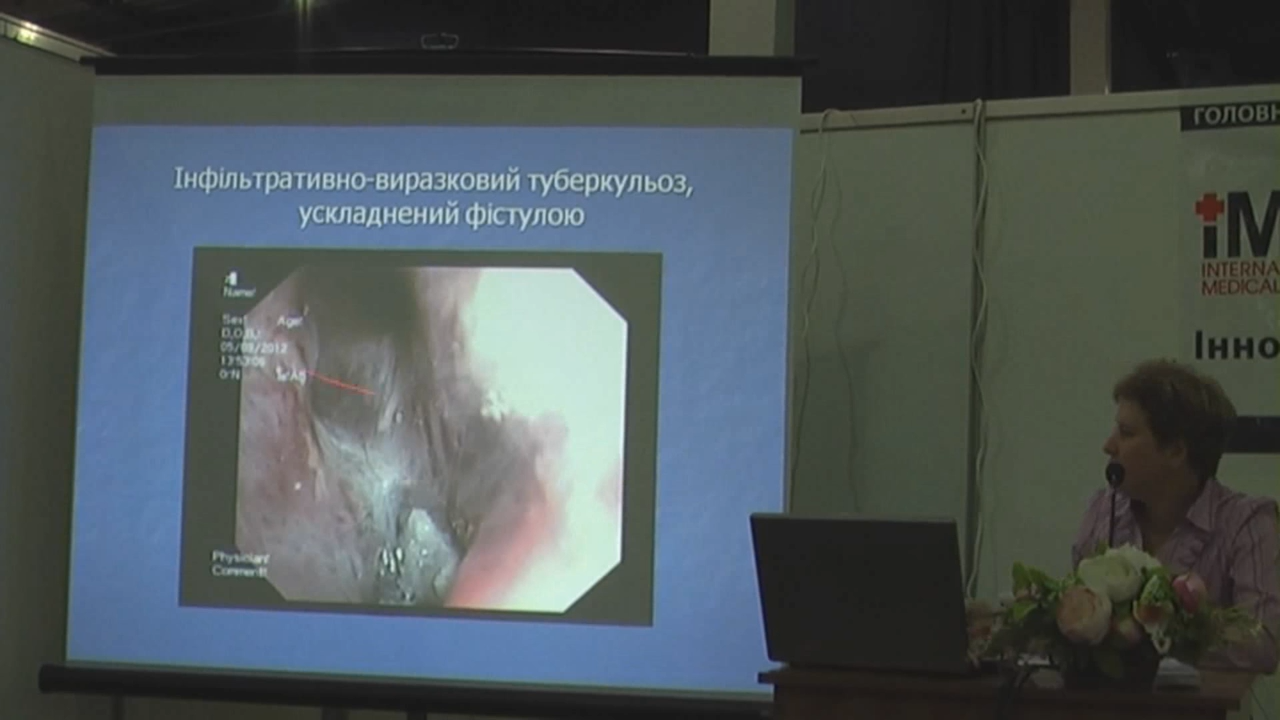 Інфільтративно-виразковий туберкульоз,
ускладнений фістулою
Name:
Sex: Age:
D.O.B.:
05/03/2012
13:53:06
Physician:
Comment:
ГОЛОВН
iM
INTERNA
MEDICAL
Інно